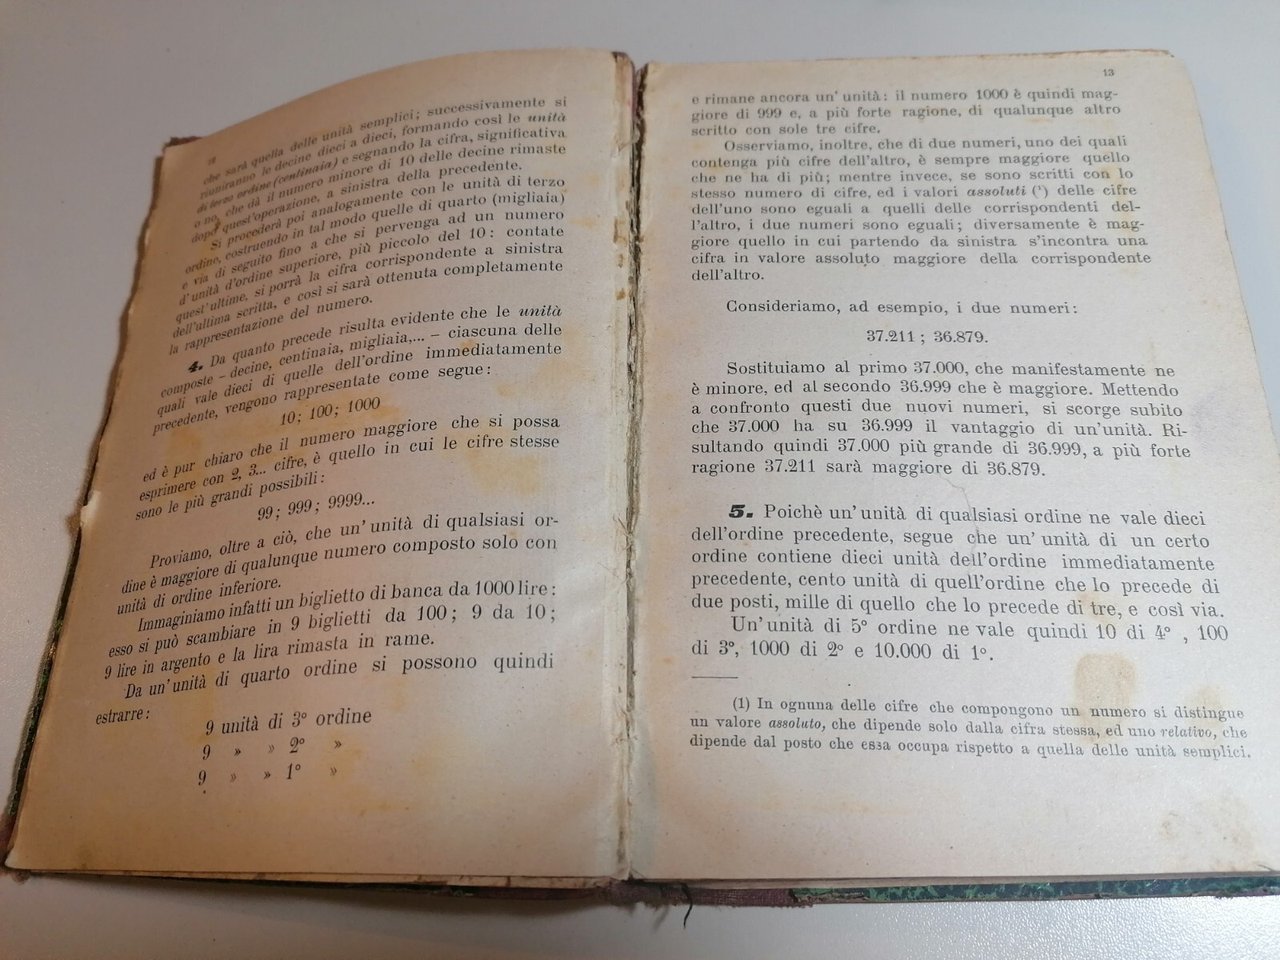 12
che sarà quella delle unità semplici; successivamente si
riuniranno le decine dieci a dieci, formando così le unità
di terzo ordine (centinaia) e segnando la cifra, significativa
o no, che dà il numero minore di 10 delle decine rimaste
dopo quest'operazione, a sinistra della precedente.
Si procederà poi analogamente con le unità di terzo
ordine, costruendo in tal modo quelle di quarto (migliaia)
e via di seguito fino a che si pervenga ad un numero
d'unità d'ordine superiore, più piccolo del 10: contate
quest'ultime, si porrà la cifra corrispondente a sinistra
dell'ultima scritta, e così si sarà ottenuta completamente
la rappresentazione del numero.
4. Da quanto precede risulta evidente che le unità
composte - decine, centinaia, migliaia,... - ciascuna delle
quali vale dieci di quelle dell'ordine immediatamente
precedente, vengono rappresentate come segue:
10; 100; 1000
ed è pur chiaro che il numero maggiore che si possa
esprimere con 2, 3... cifre, è quello in cui le cifre stesse
sono le più grandi possibili:
99; 999; 9999...
Proviamo, oltre a ciò, che un'unità di qualsiasi or-
dine è maggiore di qualunque numero composto solo con
unità di ordine inferiore.
Immaginiamo infatti un biglietto di banca da 1000 lire:
esso si può scambiare in 9 biglietti da 100; 9 da 10;
9 lire in argento e la lira rimasta in rame.
Da un'unità di quarto ordine si possono quindi
estrarre:
9 unità di 3° ordine
9 » » 2° »
9 » » 1° »
13
e rimane ancora un'unità: il numero 1000 è quindi mag-
giore di 999 e, a più forte ragione, di qualunque altro
scritto con sole tre cifre.
Osserviamo, inoltre, che di due numeri, uno dei quali
contenga più cifre dell'altro, è sempre maggiore quello
che ne ha di più; mentre invece, se sono scritti con lo
stesso numero di cifre, ed i valori assoluti (¹) delle cifre
dell'uno sono eguali a quelli delle corrispondenti del-
l'altro, i due numeri sono eguali; diversamente è mag-
giore quello in cui partendo da sinistra s'incontra una
cifra in valore assoluto maggiore della corrispondente
dell'altro.
Consideriamo, ad esempio, i due numeri:
37.211; 36.879.
Sostituiamo al primo 37.000, che manifestamente ne
è minore, ed al secondo 36.999 che è maggiore. Mettendo
a confronto questi due nuovi numeri, si scorge subito
che 37.000 ha su 36.999 il vantaggio di un'unità. Ri-
sultando quindi 37.000 più grande di 36.999, a più forte
ragione 37.211 sarà maggiore di 36.879.
5. Poichè un'unità di qualsiasi ordine ne vale dieci
dell'ordine precedente, segue che un'unità di un certo
ordine contiene dieci unità dell'ordine immediatamente
precedente, cento unità di quell'ordine che lo precede di
due posti, mille di quello che lo precede di tre, e così via.
Un'unità di 5° ordine ne vale quindi 10 di 4° , 100
di 3°, 1000 di 2° e 10.000 di 1°.
(1) In ognuna delle cifre che compongono un numero si distingue
un valore assoluto, che dipende solo dalla cifra stessa, ed uno relativo, che
dipende dal posto che essa occupa rispetto a quella delle unità semplici.